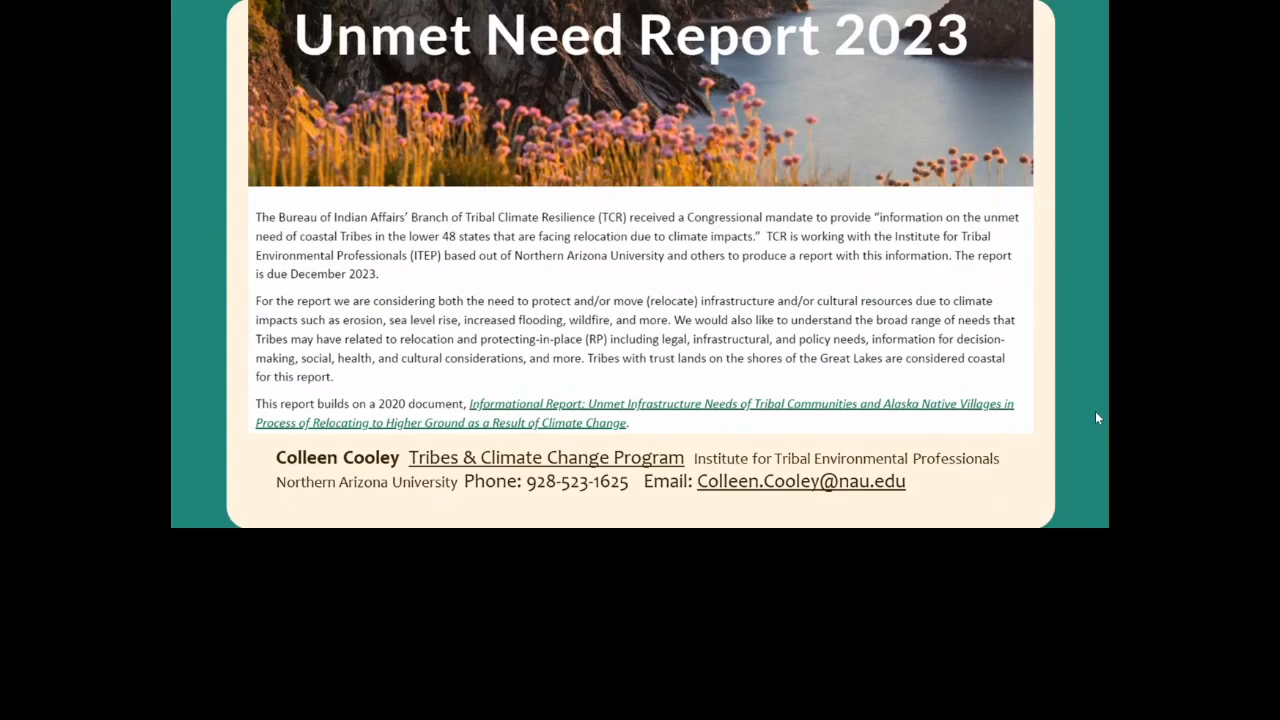 Unmet Need Report 2023
The Bureau of Indian Affairs’ Branch of Tribal Climate Resilience (TCR) received a Congressional mandate to provide “information on the unmet
need of coastal Tribes in the lower 48 states that are facing relocation due to climate impacts.”  TCR is working with the Institute for Tribal
Environmental Professionals (ITEP) based out of Northern Arizona University and others to produce a report with this information. The report
is due December 2023.
For the report we are considering both the need to protect and/or move (relocate) infrastructure and/or cultural resources due to climate
impacts such as erosion, sea level rise, increased flooding, wildfire, and more. We would also like to understand the broad range of needs that
Tribes may have related to relocation and protecting-in-place (RP) including legal, infrastructural, and policy needs, information for decision-
making, social, health, and cultural considerations, and more. Tribes with trust lands on the shores of the Great Lakes are considered coastal
for this report.
This report builds on a 2020 document, Informational Report: Unmet Infrastructure Needs of Tribal Communities and Alaska Native Villages in
Process of Relocating to Higher Ground as a Result of Climate Change.
Colleen Cooley  Tribes & Climate Change Program  Institute for Tribal Environmental Professionals
Northern Arizona University  Phone: 928-523-1625   Email: Colleen.Cooley@nau.edu